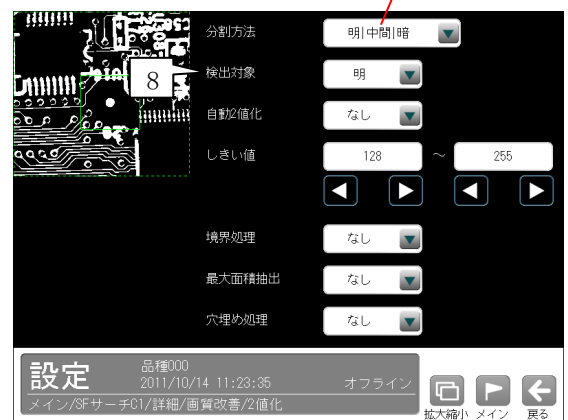 分割方法 明|中間|暗
8 検出対象 明
自動2値化 なし
しきい値 128 ～ 255
境界処理 なし
最大面積抽出 なし
穴埋め処理 なし
設定 品種000
2011/10/14 11:23:35 オフライン
メイン/SFサーチC1/詳細/画質改善/2値化
拡大縮小 メイン 戻る